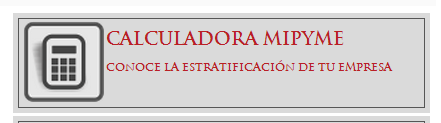 CALCULADORA MIPYME
CONOCE LA ESTRATIFICACIÓN DE TU EMPRESA